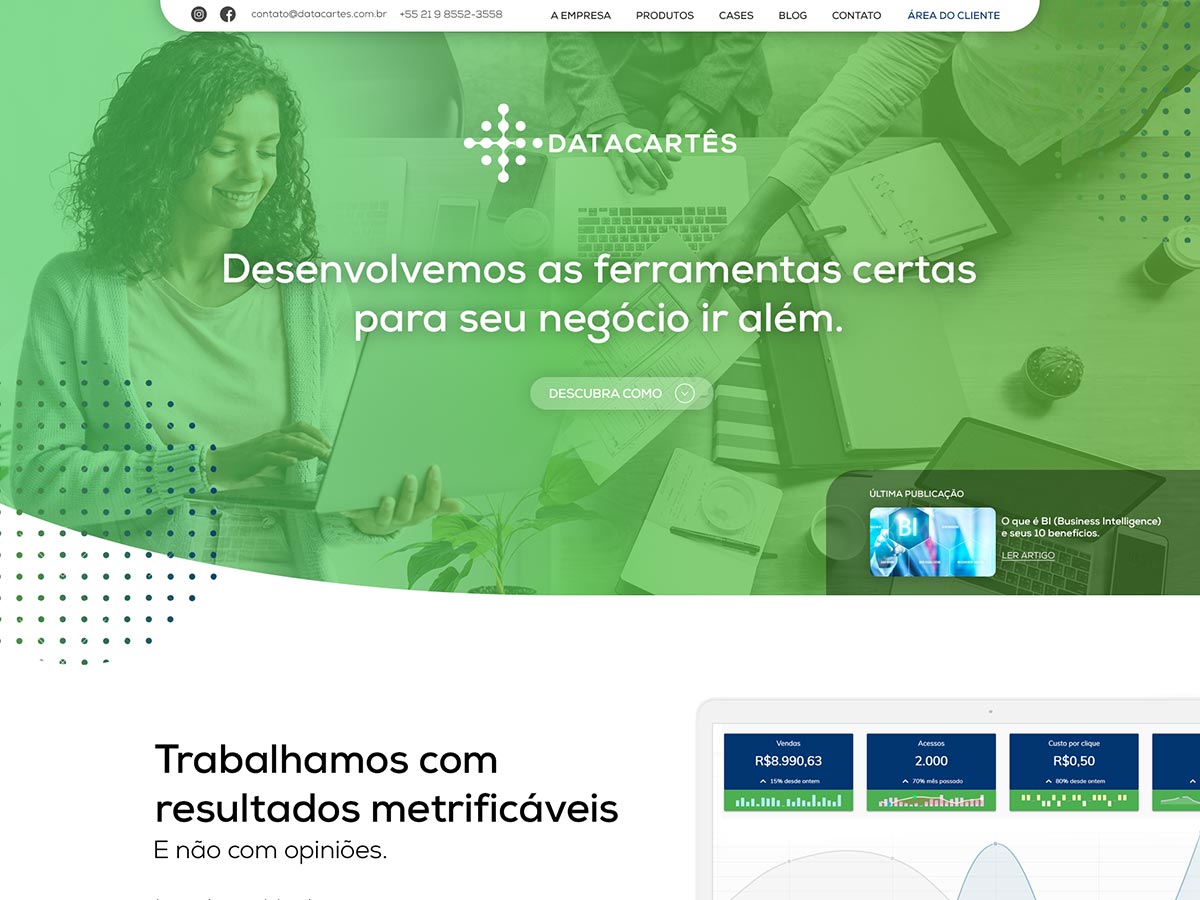 contato@datacartes.com.br +55 21 9 8552-3558 A EMPRESA PRODUTOS CASES BLOG CONTATO ÁREA DO CLIENTE
DATACARTÊS
Desenvolvemos as ferramentas certas
para seu negócio ir além.
DESCUBRA COMO
ÚLTIMA PUBLICAÇÃO
BI
O que é BI (Business Intelligence)
e seus 10 benefícios.
LER ARTIGO
Trabalhamos com
resultados metrificáveis
E não com opiniões.
Vendas
R$8.990,63
15% desde ontem
Acessos
2.000
70% mês passado
Custo por clique
R$0,50
80% desde ontem